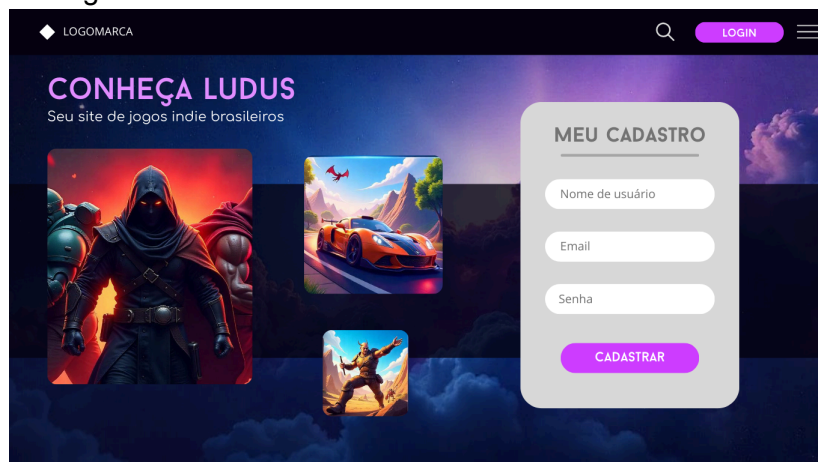 LOGOMARCA
LOGIN
CONHEÇA LUDUS
Seu site de jogos indie brasileiros
MEU CADASTRO
Nome de usuário
Email
Senha
CADASTRAR